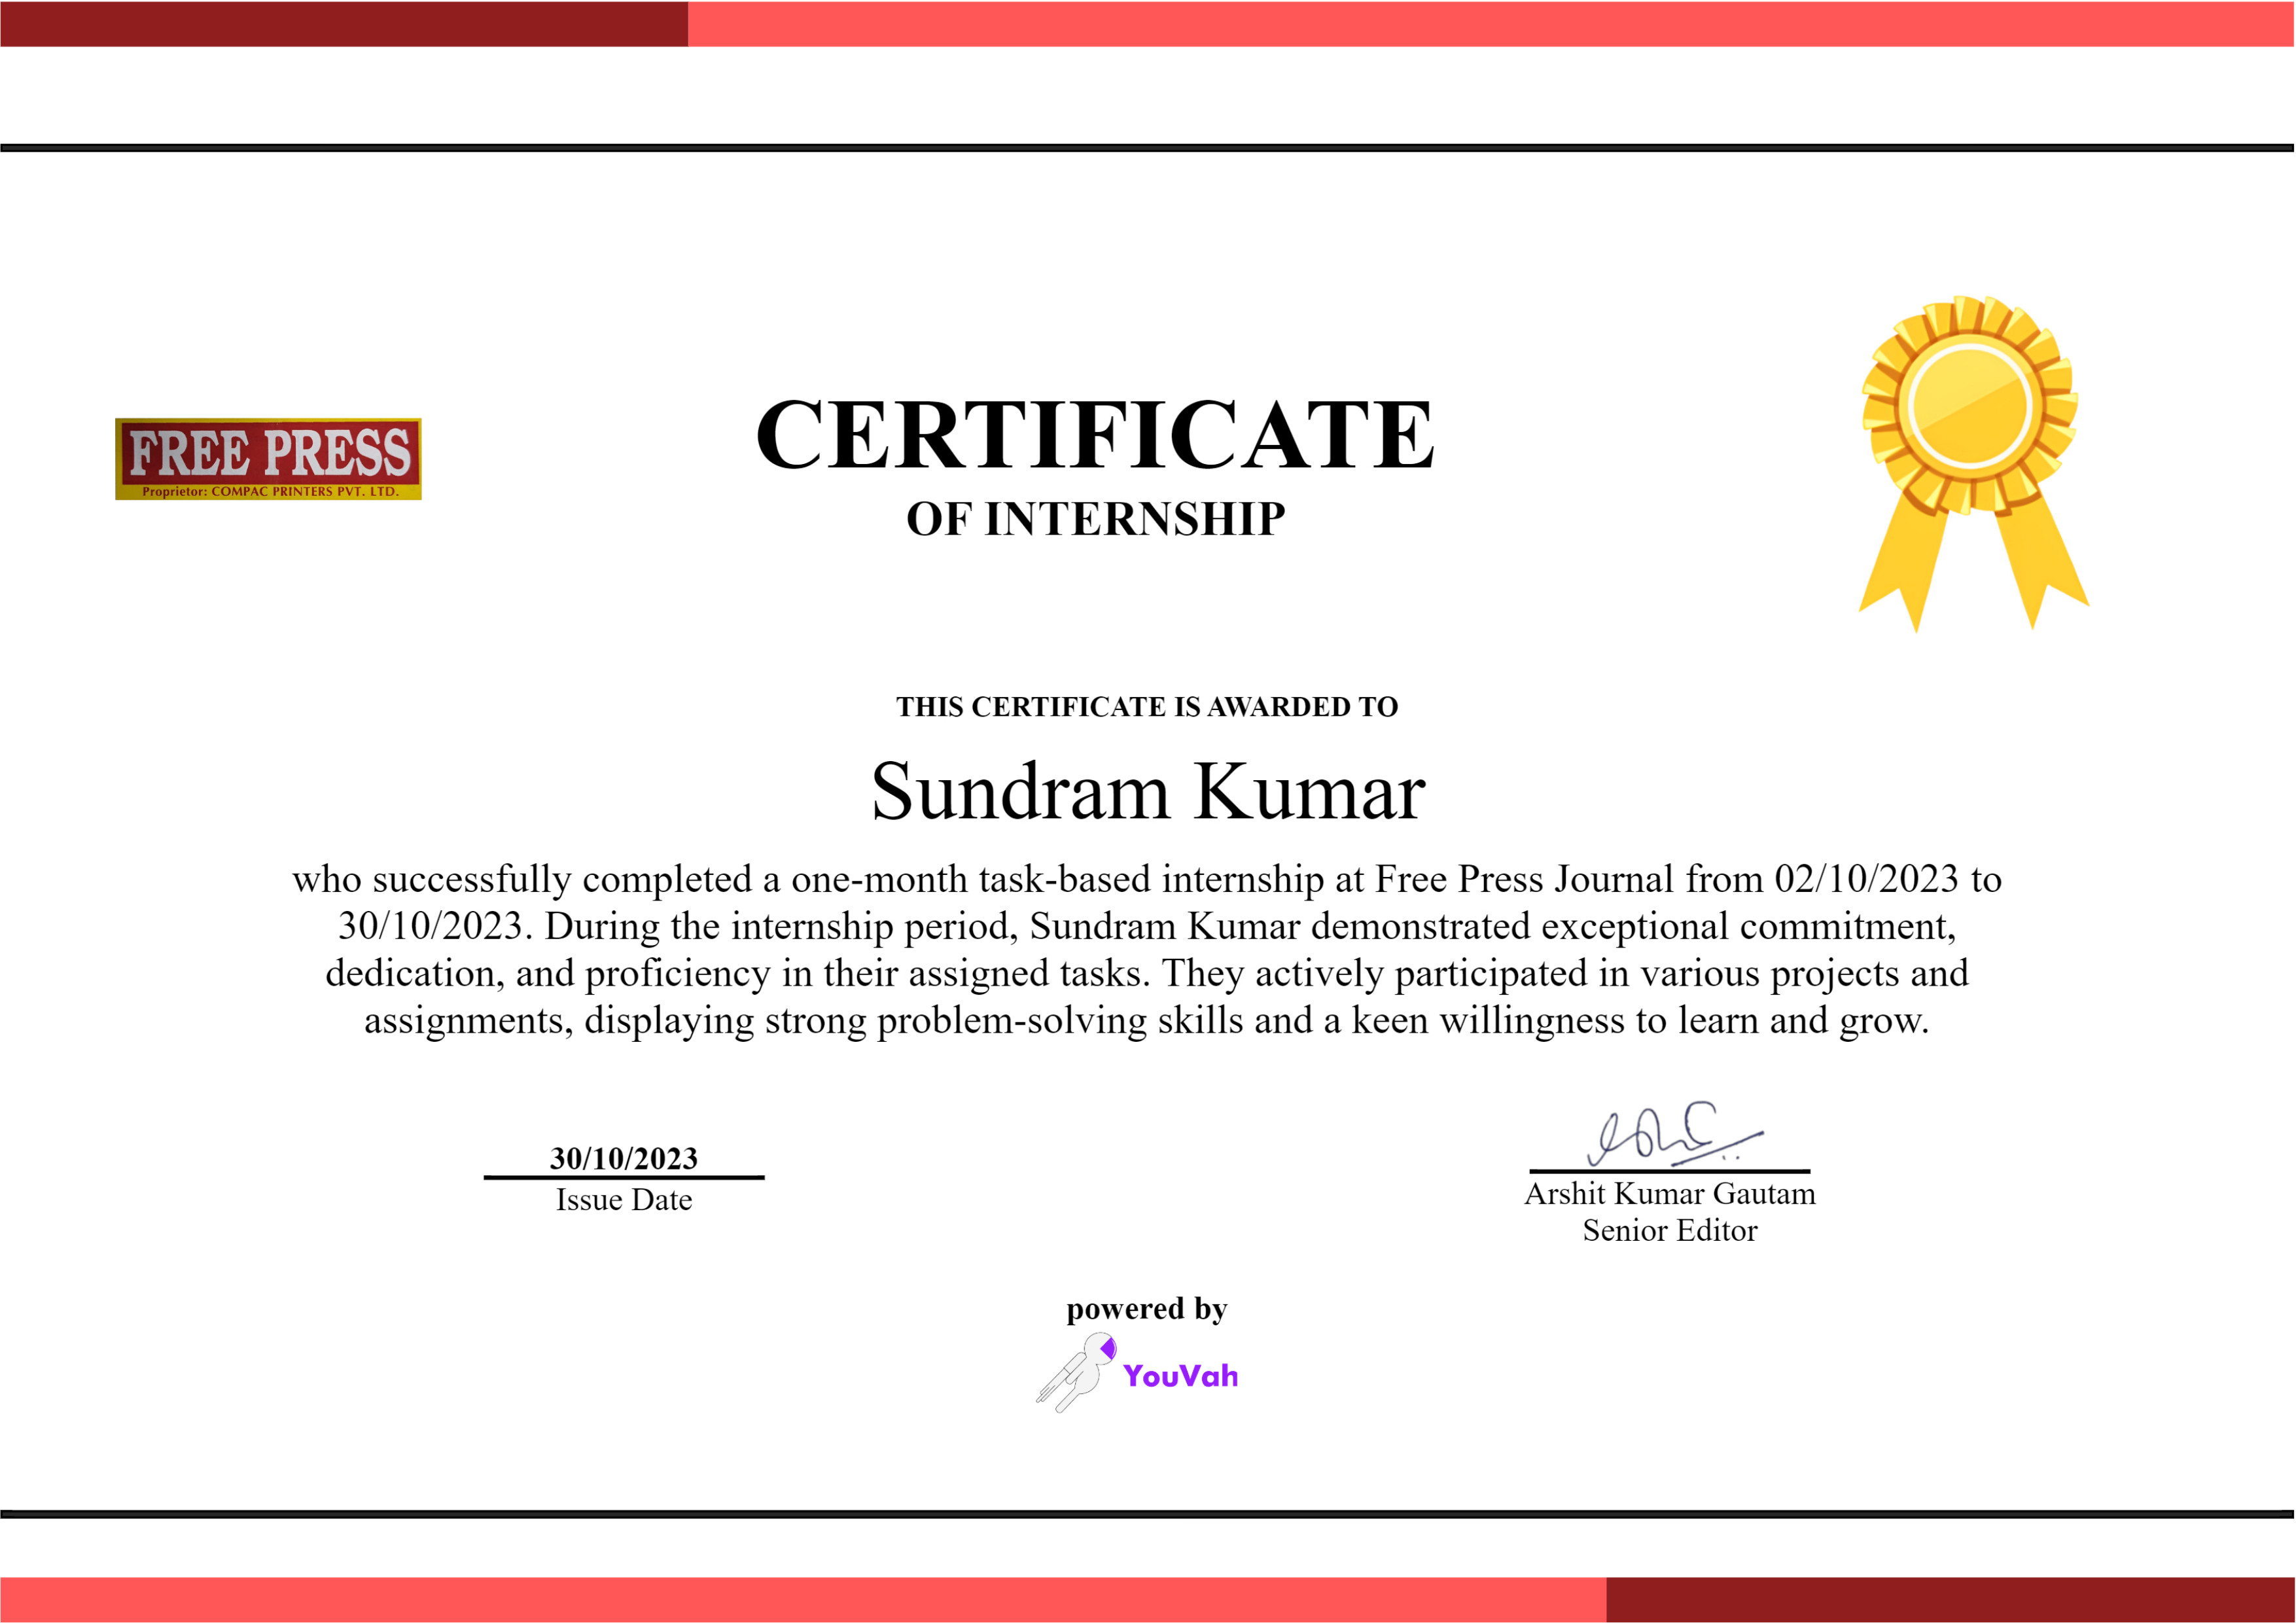 FREE PRESS
Proprietor: COMPAC PRINTERS PVT. LTD.
CERTIFICATE
OF INTERNSHIP
THIS CERTIFICATE IS AWARDED TO
Sundram Kumar
who successfully completed a one-month task-based internship at Free Press Journal from 02/10/2023 to
30/10/2023. During the internship period, Sundram Kumar demonstrated exceptional commitment,
dedication, and proficiency in their assigned tasks. They actively participated in various projects and
assignments, displaying strong problem-solving skills and a keen willingness to learn and grow.
30/10/2023
Issue Date
Arshit Kumar Gautam
Senior Editor
powered by
YouVah